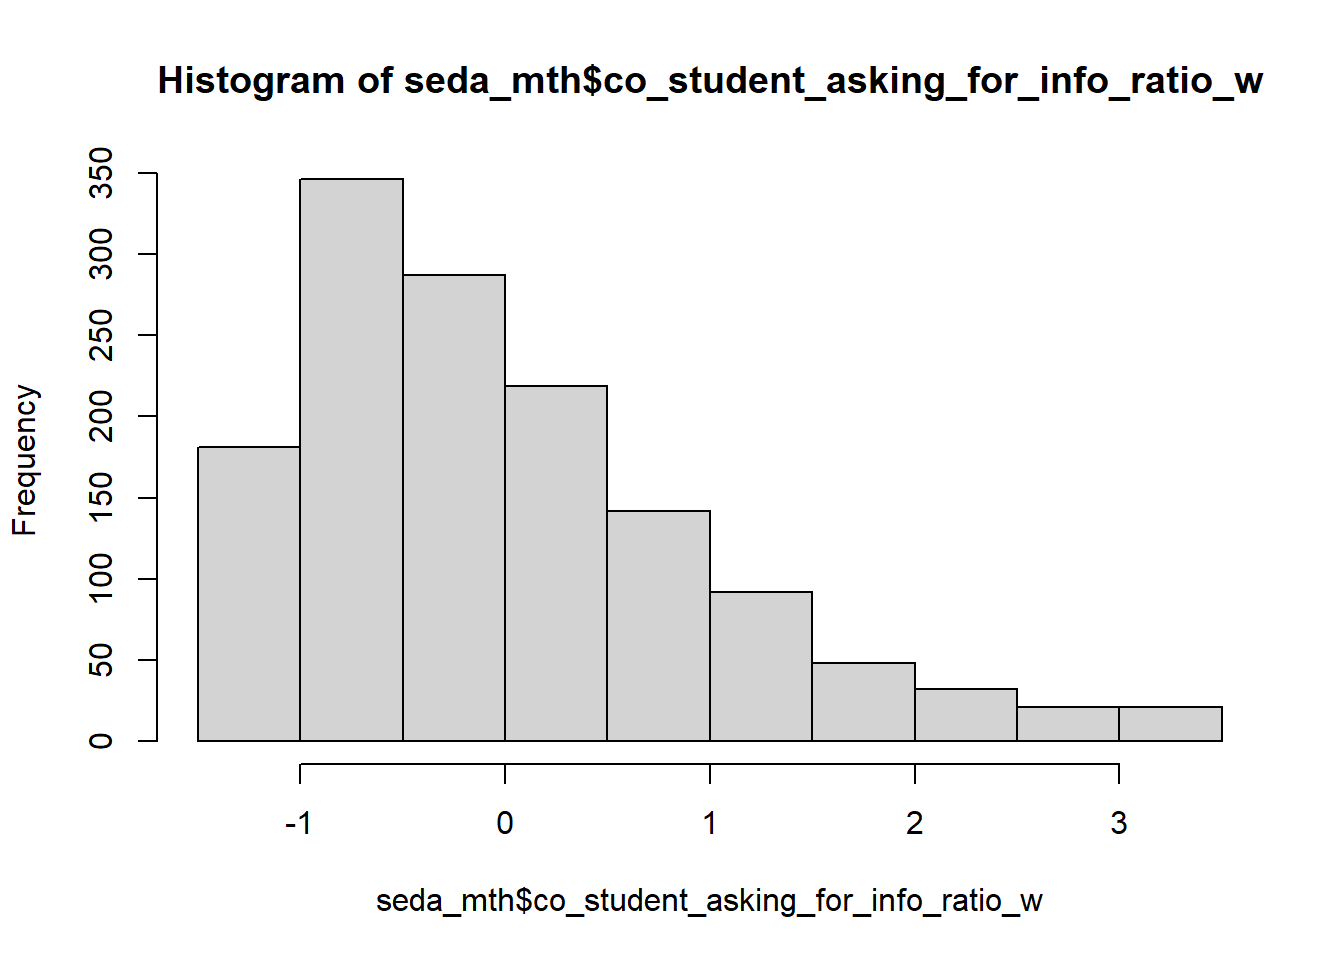 Histogram of seda_mth$co_student_asking_for_info_ratio_w
350
300
250
200
150
100
50
0
Frequency
-1 0 1 2 3
seda_mth$co_student_asking_for_info_ratio_w